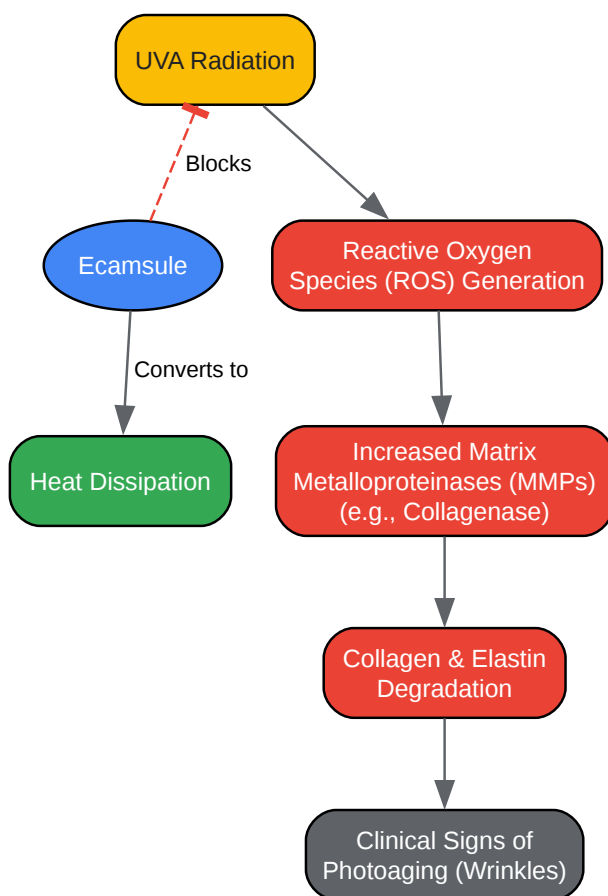 UVA Radiation
Blocks
Ecamsule
Reactive Oxygen
Species (ROS) Generation
Converts to
Heat Dissipation
Increased Matrix
Metalloproteinases (MMPs)
(e.g., Collagenase)
Collagen & Elastin
Degradation
Clinical Signs of
Photoaging (Wrinkles)